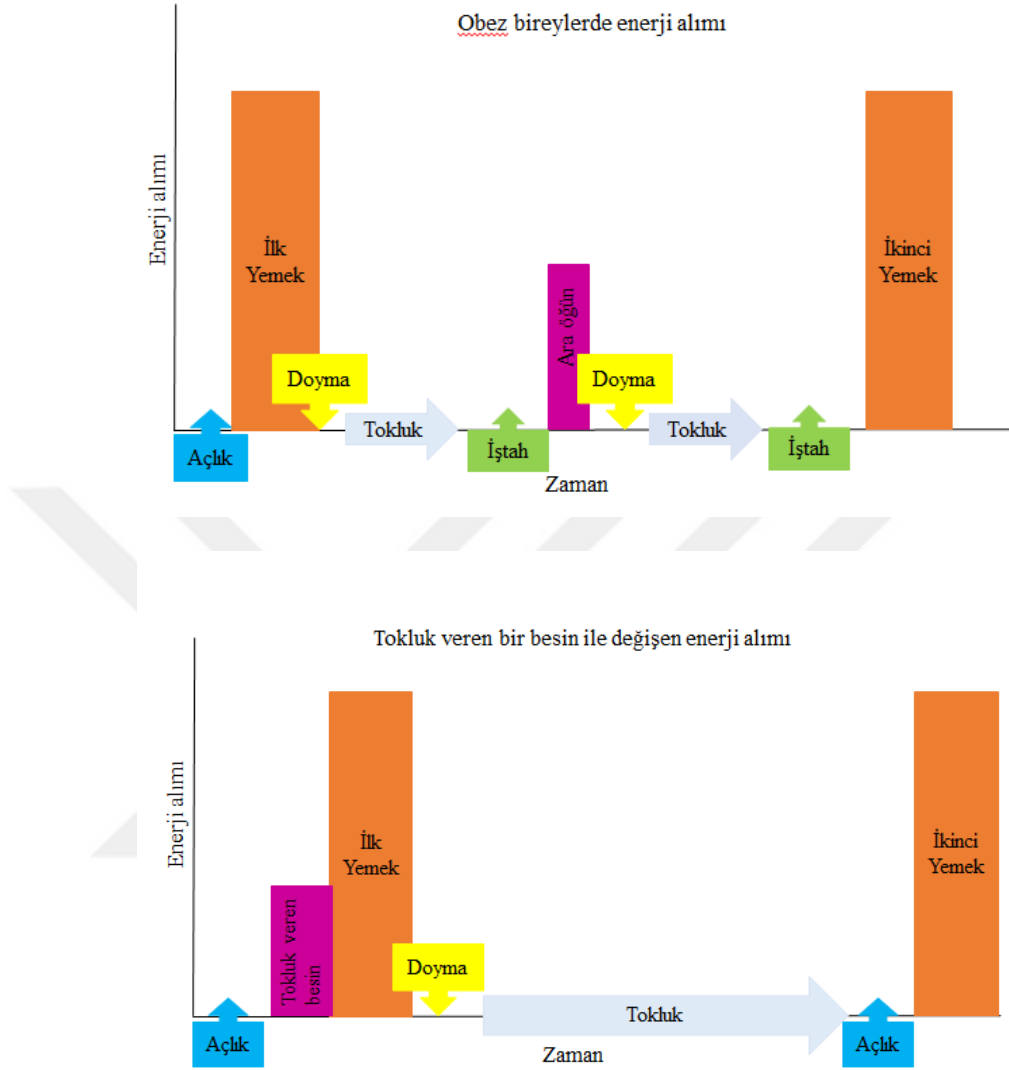 Obez bireylerde enerji alımı
Enerji alımı
İlk
Yemek
İkinci
Yemek
Ara öğün
Doyma
Doyma
Tokluk
Tokluk
Açlık
İştah
İştah
Zaman
Tokluk veren bir besin ile değişen enerji alımı
Enerji alımı
İlk
Yemek
İkinci
Yemek
Tokluk veren
besin
Doyma
Tokluk
Açlık
Açlık
Zaman